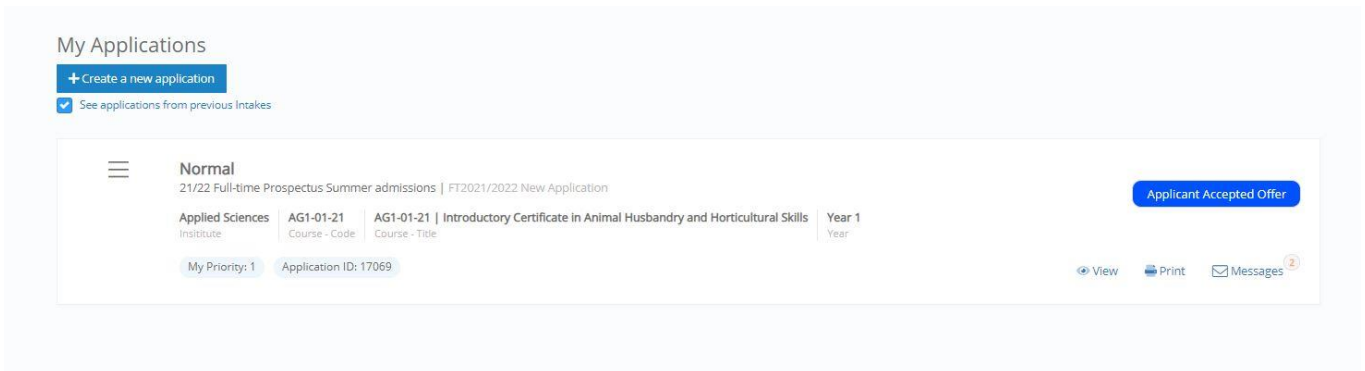 My Applications
+ Create a new application
See applications from previous Intakes
Normal
21/22 Full-time Prospectus Summer admissions | FT2021/2022 New Application
Applicant Accepted Offer
Applied Sciences AG1-01-21 AG1-01-21 | Introductory Certificate in Animal Husbandry and Horticultural Skills Year 1
Insititute Course - Code Course - Title Year
My Priority: 1 Application ID: 17069
View Print Messages 2